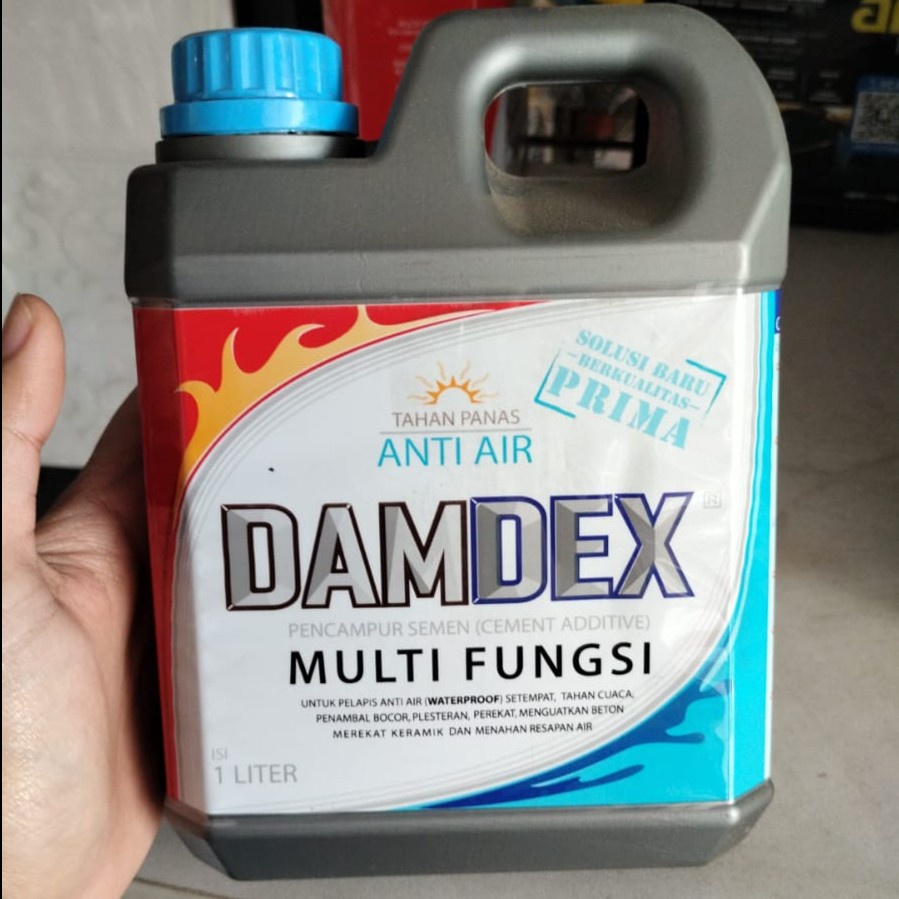 SOLUSI BARU
-BERKUALITAS-
PRIMA
TAHAN PANAS
ANTI AIR
DAMDEX
PENCAMPUR SEMEN (CEMENT ADDITIVE)
MULTI FUNGSI
UNTUK PELAPIS ANTI AIR (WATERPROOF) SETEMPAT, TAHAN CUACA,
PENAMBAL BOCOR, PLESTERAN, PEREKAT, MENGUATKAN BETON
MEREKAT KERAMIK DAN MENAHAN RESAPAN AIR
ISI
1 LITER